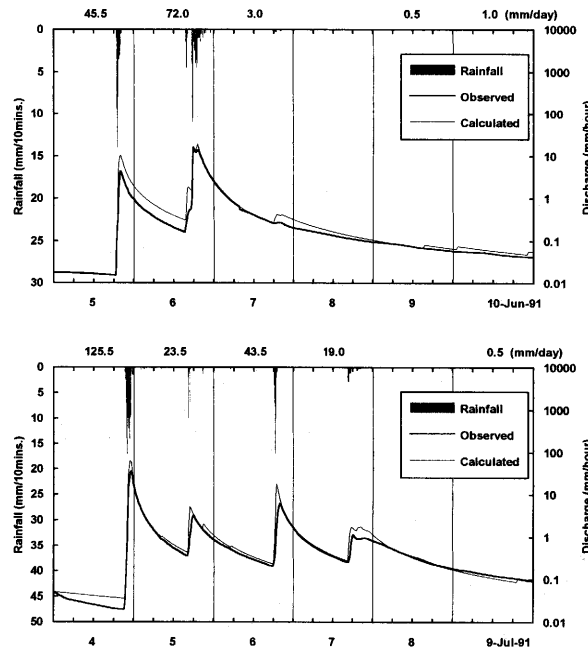 45.5 72.0 3.0 0.5 1.0 (mm/day)
0
5
10
15
20
25
30
Rainfall (mm/10mins.)
10000
1000
100
10
1
0.1
0.01
Discharge (mm/hour)
Rainfall
Observed
Calculated
5 6 7 8 9 10-Jun-91
125.5 23.5 43.5 19.0 0.5 (mm/day)
0
5
10
15
20
25
30
35
40
45
50
Rainfall (mm/10mins.)
10000
1000
100
10
1
0.1
0.01
Discharge (mm/hour)
Rainfall
Observed
Calculated
4 5 6 7 8 9-Jul-91